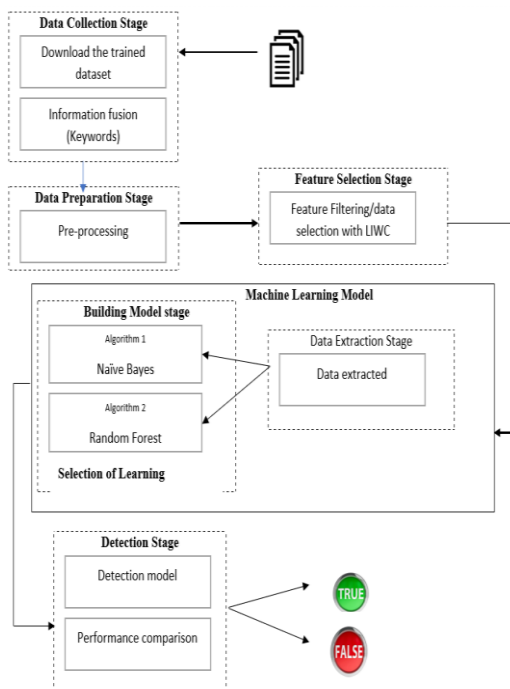 Data Collection Stage
Download the trained
dataset
Information fusion
(Keywords)
Data Preparation Stage
Pre-processing
Feature Selection Stage
Feature Filtering/data
selection with LIWC
Machine Learning Model
Building Model stage
Algorithm 1
Naïve Bayes
Algorithm 2
Random Forest
Selection of Learning
Data Extraction Stage
Data extracted
Detection Stage
Detection model
Performance comparison
TRUE
FALSE